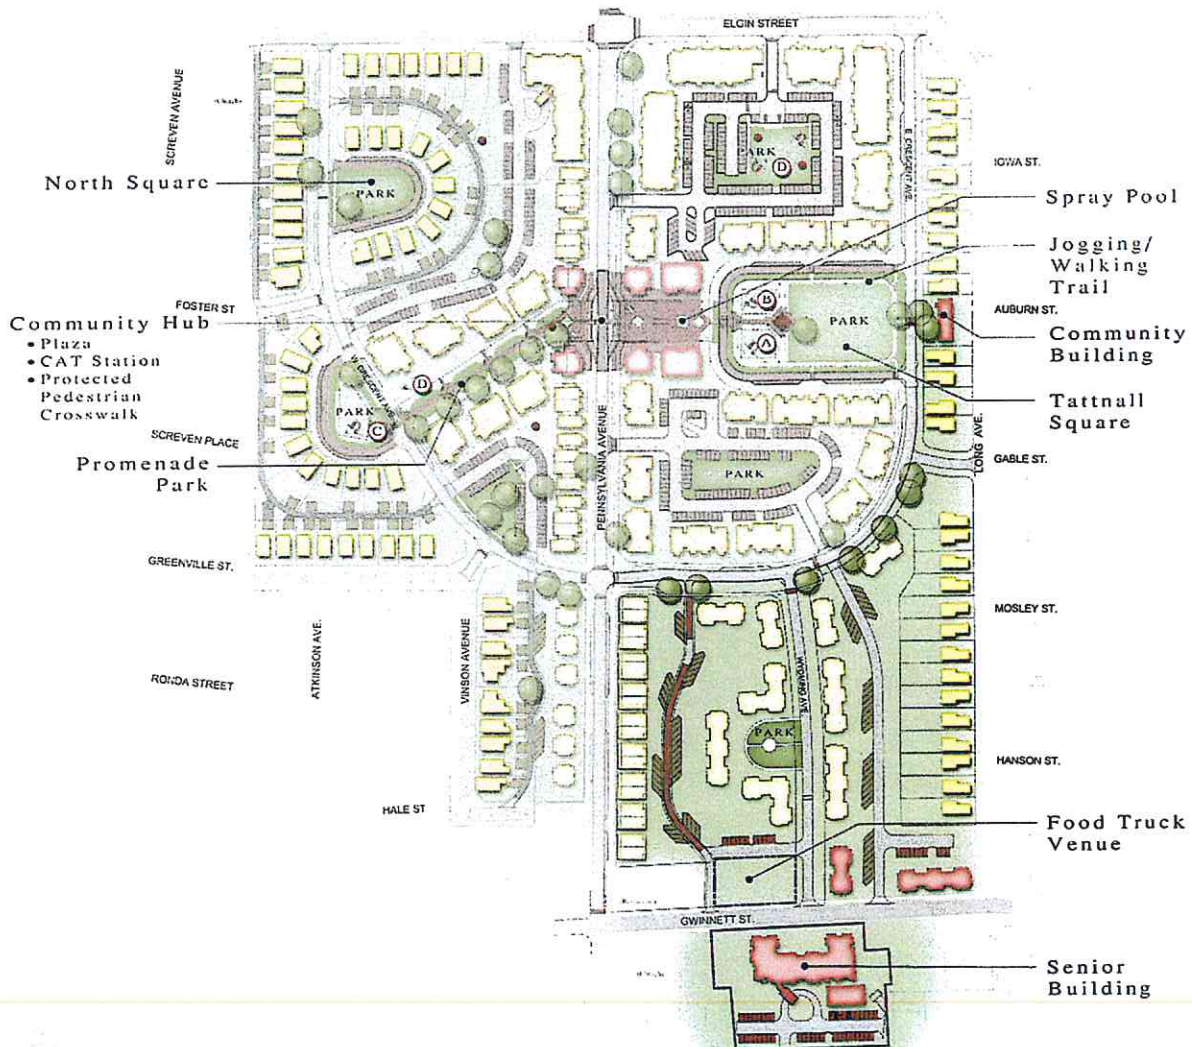 ELGIN STREET
SCREVEN AVENUE
E CRESCENT AVE.
IOWA ST.
North Square
PARK
ARK
D
Spray Pool
Jogging/
Walking
Trail
FOSTER ST
Community Hub
• Plaza
• CAT Station
• Protected
Pedestrian
Crosswalk
B
PARK
A
AUBURN ST.
Community
Building
W CRESCENT AVE.
D
PARK
C
Tattnall
Square
SCREVEN PLACE
Promenade
Park
PENNSYLVANIA AVENUE
PARK
LONG AVE.
GABLE ST.
GREENVILLE ST.
ATKINSON AVE.
VINSON AVENUE
MOSLEY ST.
RONDA STREET
WYOMING AVE
PARK
HANSON ST.
HALE ST
Food Truck
Venue
GWINNETT ST.
Senior
Building